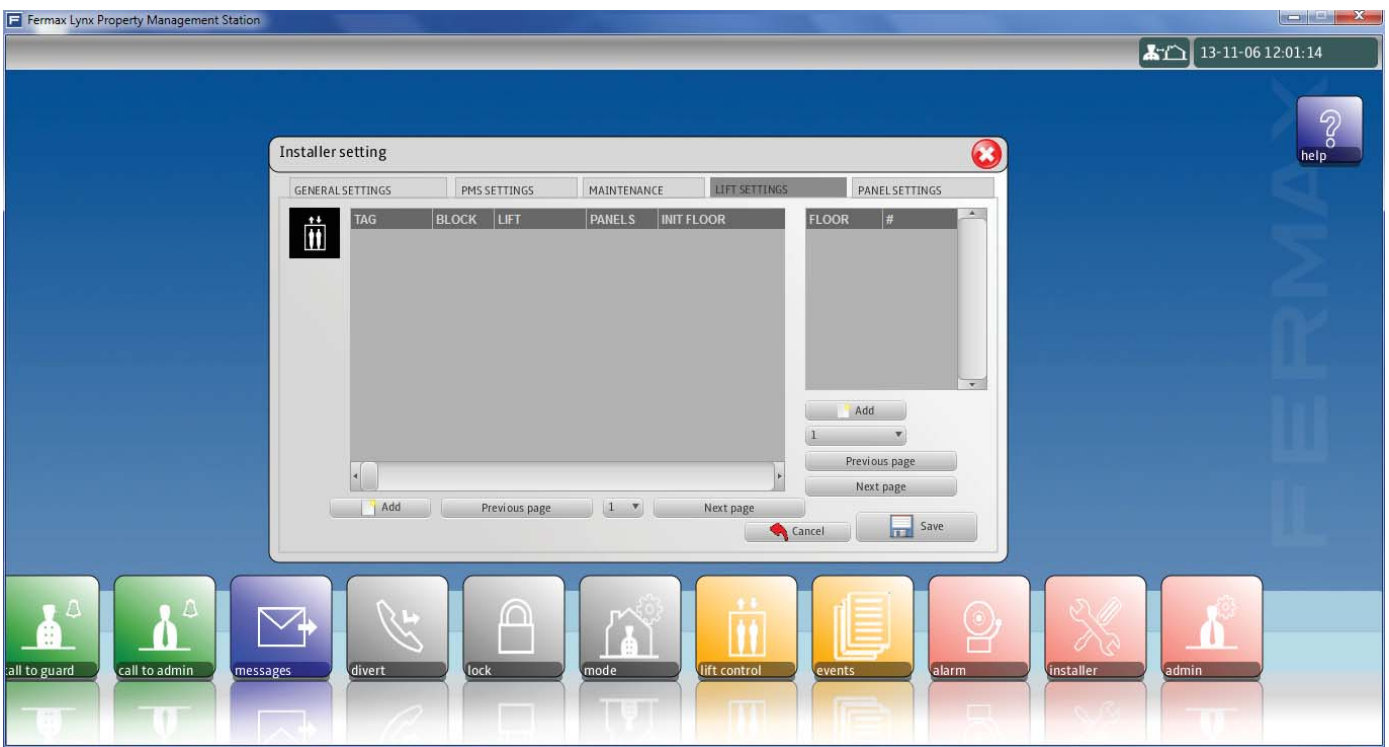 F Fermax Lynx Property Management Station
13-11-06 12:01:14
help
FERMAX
Installer setting
GENERAL SETTINGS PMS SETTINGS MAINTENANCE LIFT SETTINGS PANEL SETTINGS
TAG BLOCK LIFT PANELS INIT FLOOR FLOOR #
Add
1
Previous page
Next page
Add Previous page 1 Next page
Cancel Save
call to guard call to admin messages divert lock mode lift control events alarm installer admin